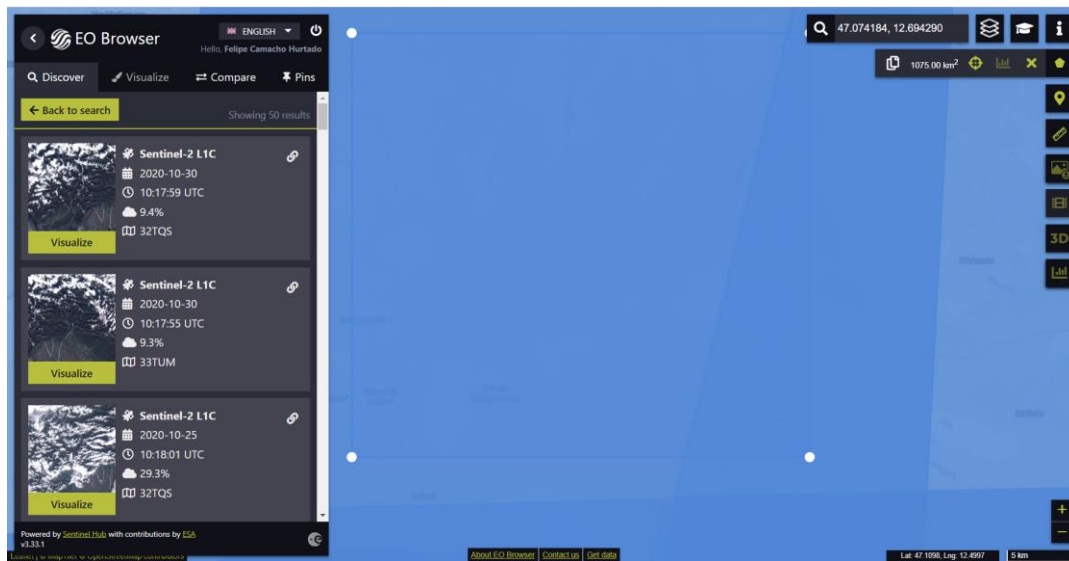 EO Browser
ENGLISH
Hello, Felipe Camacho Hurtado
Discover
Visualize
Compare
Pins
Back to search
Showing 50 results
Sentinel-2 L1C
2020-10-30
10:17:59 UTC
9.4%
32TQS
Visualize
Sentinel-2 L1C
2020-10-30
10:17:55 UTC
9.3%
33TUM
Visualize
Sentinel-2 L1C
2020-10-25
10:18:01 UTC
29.3%
32TQS
Visualize
Powered by Sentinel Hub with contributions by ESA
v3.33.1
47.074184, 12.694290
1075.00 km²
3D
+
−
About EO Browser
Contact us
Get data
Lat: 47.1098, Lng: 12.4997
5 km